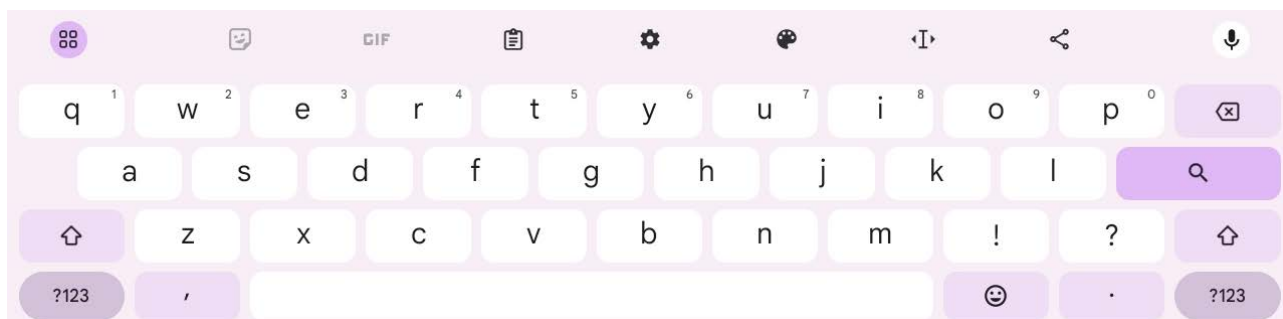 GIF
q 1 w 2 e 3 r 4 t 5 y 6 u 7 i 8 o 9 p 0
a s d f g h j k l
z x c v b n m ! ?
?123 , . ?123